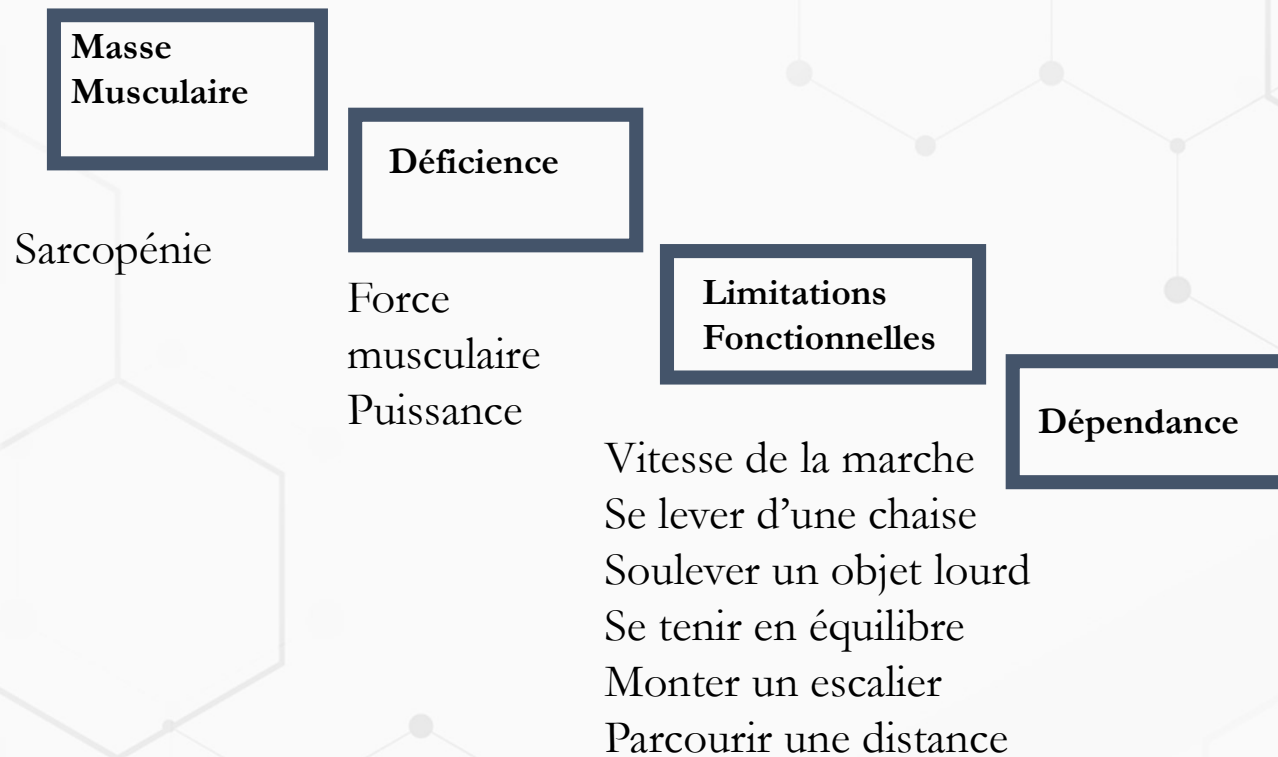 Masse
Musculaire
Sarcopénie
Déficience
Force
musculaire
Puissance
Limitations
Fonctionnelles
Vitesse de la marche
Se lever d’une chaise
Soulever un objet lourd
Se tenir en équilibre
Monter un escalier
Parcourir une distance
Dépendance